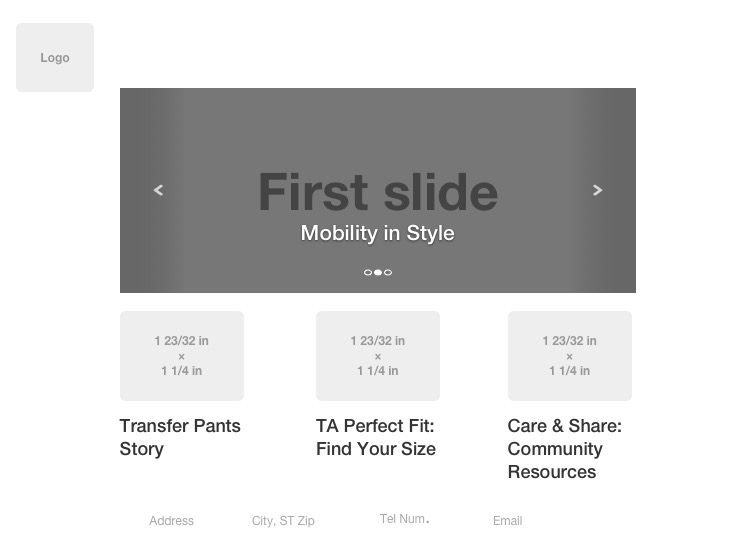 Logo
First slide
Mobility in Style
1 23/32 in
×
1 1/4 in
1 23/32 in
×
1 1/4 in
1 23/32 in
×
1 1/4 in
Transfer Pants
Story
TA Perfect Fit:
Find Your Size
Care & Share:
Community
Resources
Address
City, ST Zip
Tel Num.
Email